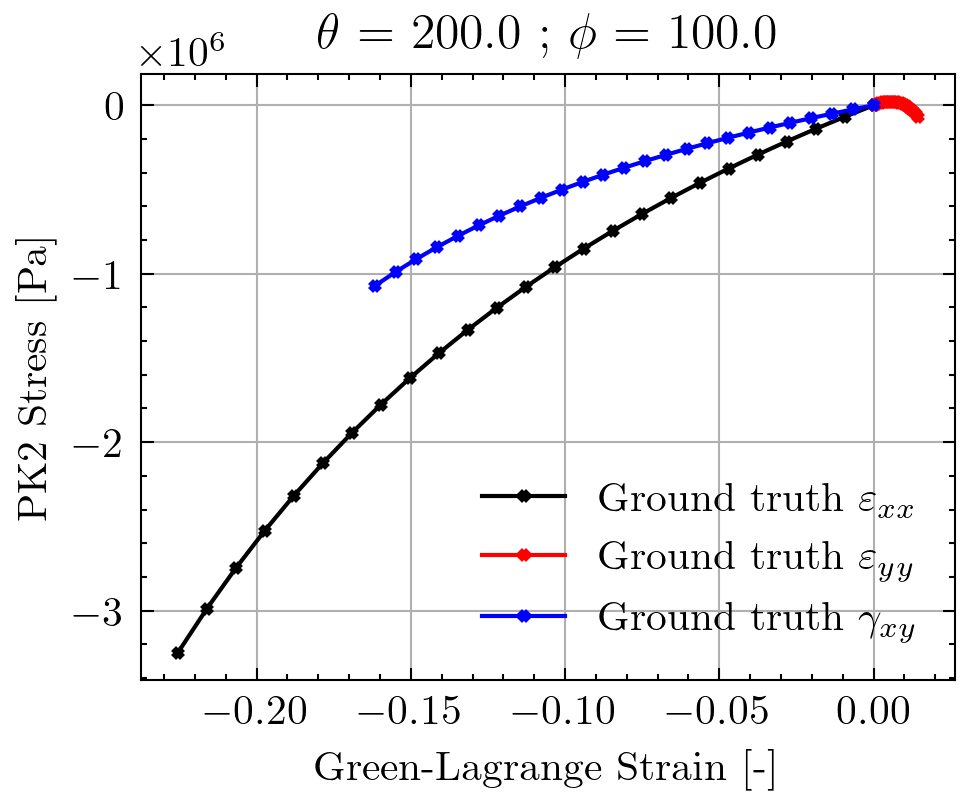 ×10⁶
θ = 200.0 ; ϕ = 100.0
0
−1
−2
−3
PK2 Stress [Pa]
Ground truth εₓₓ
Ground truth ε_yy
Ground truth γ_xy
−0.20 −0.15 −0.10 −0.05 0.00
Green-Lagrange Strain [-]